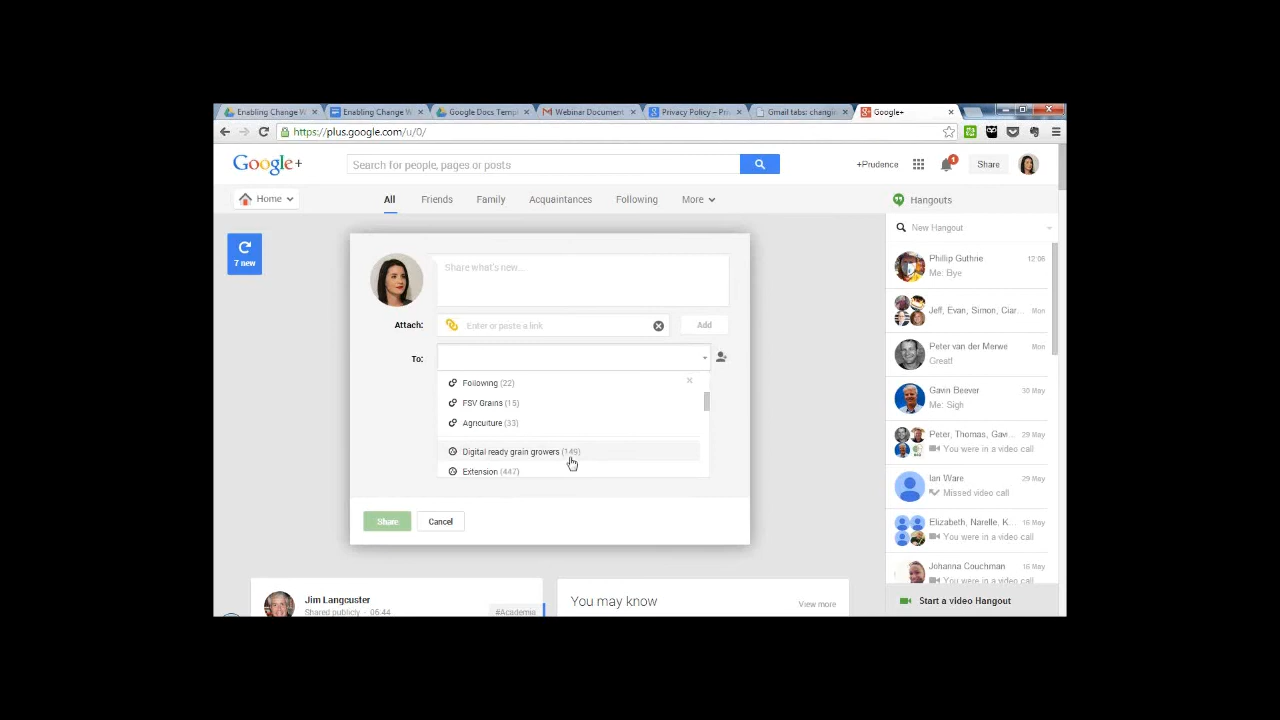 Enabling Change W
Enabling Change W
Google Docs Templ
Webinar Document
Privacy Policy – Pri
Gmail tabs: changin
Google+
https://plus.google.com/u/0/
Google+
Search for people, pages or posts
+Prudence
1
Share
Home
All
Friends
Family
Acquaintances
Following
More
Hangouts
7 new
New Hangout
Share what's new...
Phillip Guthrie
12:06
Me: Bye
Attach:
Enter or paste a link
Add
Jeff, Evan, Simon, Ciar...
Mon
To:
Peter van der Merwe
Mon
Great!
Following (22)
FSV Grains (15)
Agriculture (33)
Digital ready grain growers (149)
Extension (447)
Gavin Beever
30 May
Me: Sigh
Peter, Thomas, Gavi...
29 May
You were in a video call
Ian Ware
29 May
Missed video call
Share
Cancel
Elizabeth, Narelle, K...
16 May
You were in a video call
Johanna Couchman
16 May
You were in a video call
Jim Langcuster
Shared publicly - 06:44
#Academia
You may know
View more
Start a video Hangout